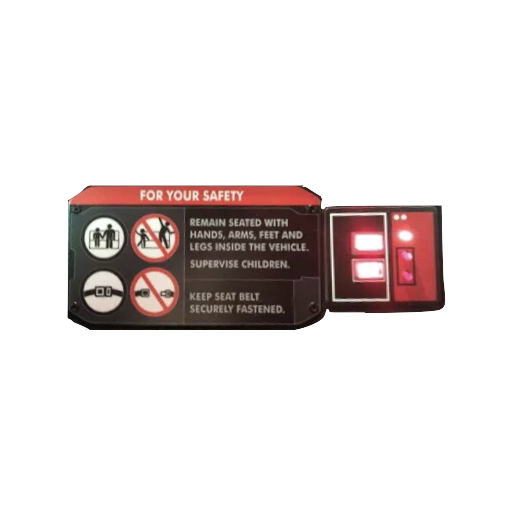 FOR YOUR SAFETY
REMAIN SEATED WITH
HANDS, ARMS, FEET AND
LEGS INSIDE THE VEHICLE.
SUPERVISE CHILDREN.
KEEP SEAT BELT
SECURELY FASTENED.